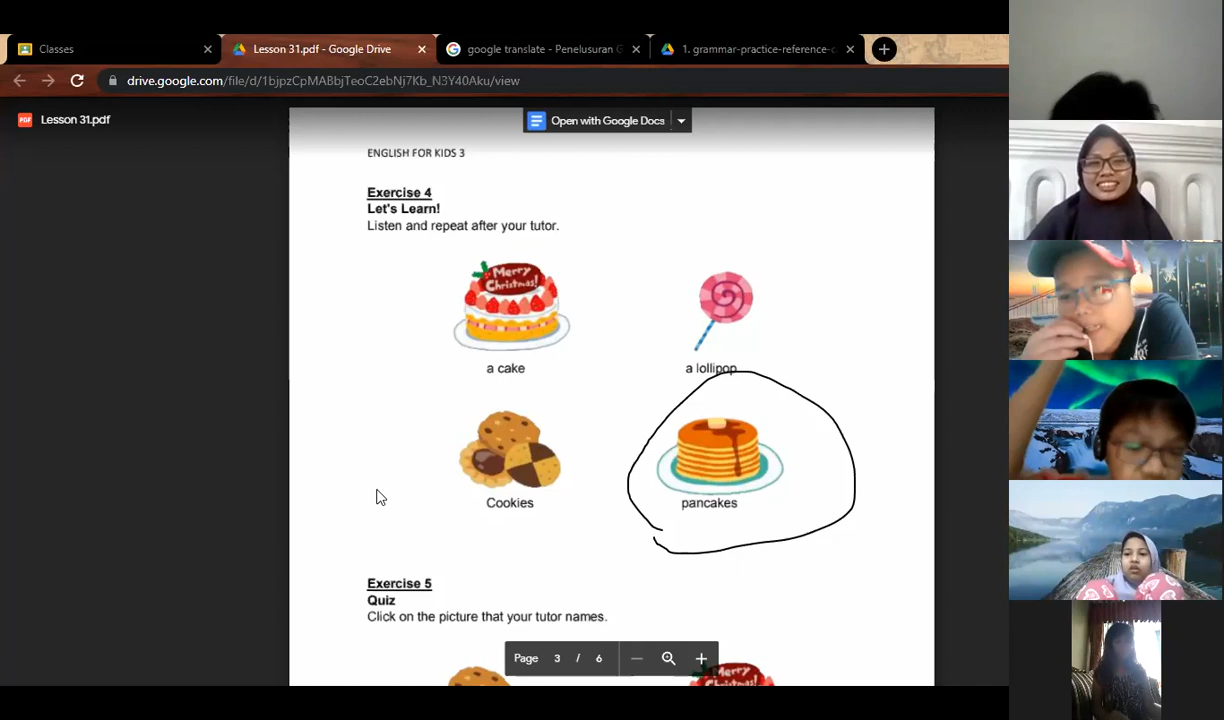 Classes
Lesson 31.pdf - Google Drive
google translate - Penelusuran G
1. grammar-practice-reference-
drive.google.com/file/d/1bjpzCpMABbjTeoC2ebNj7Kb_N3Y40Aku/view
Lesson 31.pdf
Open with Google Docs
ENGLISH FOR KIDS 3
Exercise 4
Let's Learn!
Listen and repeat after your tutor.
Merry
Christmas!
a cake
a lollipop
Cookies
pancakes
Exercise 5
Quiz
Click on the picture that your tutor names.
Page 3 / 6
Merry